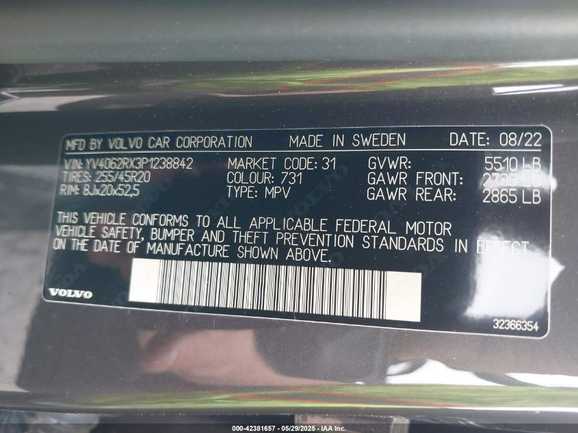 MFD BY VOLVO CAR CORPORATION MADE IN SWEDEN DATE: 08/22
VIN: YV4062RX3P1238842 MARKET CODE: 31 GVWR: 5510 LB
TIRES: 255/45R20 COLOUR: 731 GAWR FRONT: LB
RIM: 8Jx20x52,5 TYPE: MPV GAWR REAR: 2865 LB
THIS VEHICLE CONFORMS TO ALL APPLICABLE FEDERAL MOTOR
VEHICLE SAFETY, BUMPER AND THEFT PREVENTION STANDARDS IN EFFECT
ON THE DATE OF MANUFACTURE SHOWN ABOVE.
VOLVO
32366354
000-42381657 - 05/29/2025 - IAA Inc.